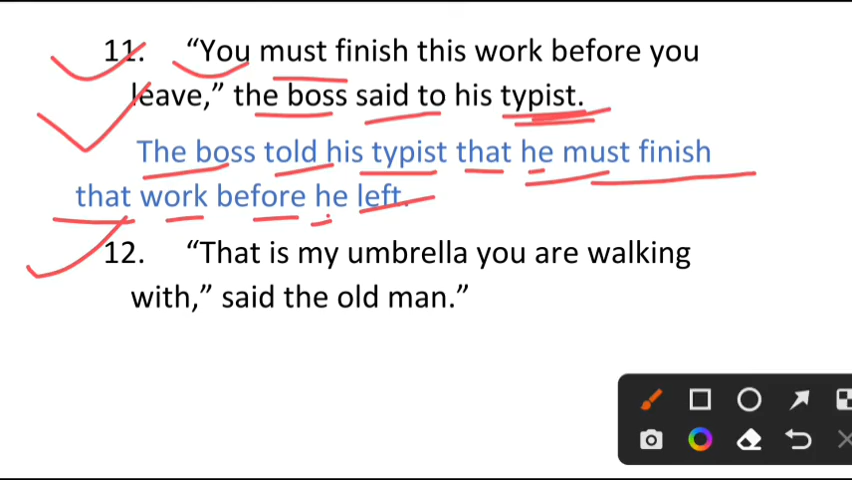 11. “You must finish this work before you
leave,” the boss said to his typist.
The boss told his typist that he must finish
that work before he left.
12. “That is my umbrella you are walking
with,” said the old man.”